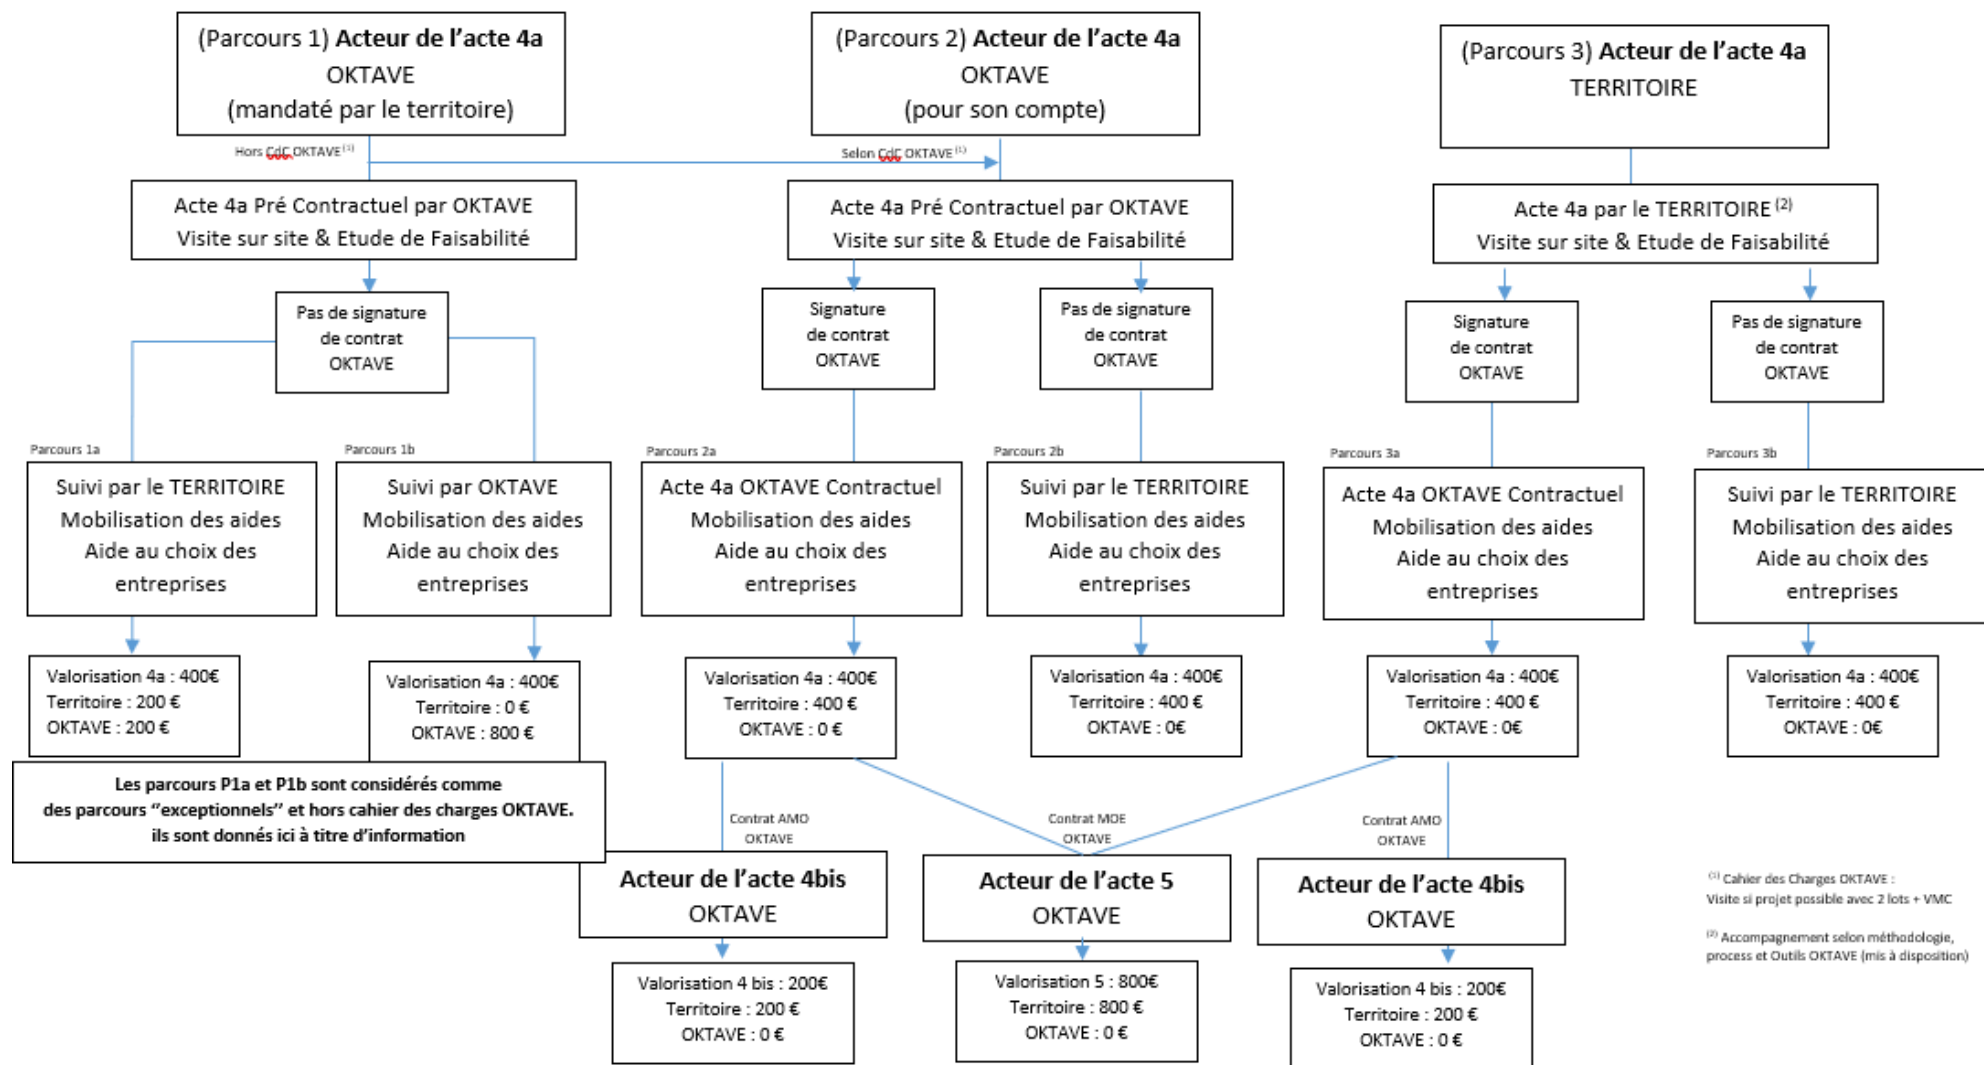 (Parcours 1) Acteur de l’acte 4a
OKTAVE
(mandaté par le territoire)
(Parcours 2) Acteur de l’acte 4a
OKTAVE
(pour son compte)
(Parcours 3) Acteur de l’acte 4a
TERRITOIRE
Hors CdC OKTAVE (1)
Selon CdC OKTAVE (1)
Acte 4a Pré Contractuel par OKTAVE
Visite sur site & Etude de Faisabilité
Acte 4a Pré Contractuel par OKTAVE
Visite sur site & Etude de Faisabilité
Acte 4a par le TERRITOIRE (2)
Visite sur site & Etude de Faisabilité
Pas de signature
de contrat
OKTAVE
Signature
de contrat
OKTAVE
Pas de signature
de contrat
OKTAVE
Signature
de contrat
OKTAVE
Pas de signature
de contrat
OKTAVE
Parcours 1a
Suivi par le TERRITOIRE
Mobilisation des aides
Aide au choix des
entreprises
Parcours 1b
Suivi par OKTAVE
Mobilisation des aides
Aide au choix des
entreprises
Parcours 2a
Acte 4a OKTAVE Contractuel
Mobilisation des aides
Aide au choix des
entreprises
Parcours 2b
Suivi par le TERRITOIRE
Mobilisation des aides
Aide au choix des
entreprises
Parcours 3a
Acte 4a OKTAVE Contractuel
Mobilisation des aides
Aide au choix des
entreprises
Parcours 3b
Suivi par le TERRITOIRE
Mobilisation des aides
Aide au choix des
entreprises
Valorisation 4a : 400€
Territoire : 200 €
OKTAVE : 200 €
Valorisation 4a : 400€
Territoire : 0 €
OKTAVE : 800 €
Valorisation 4a : 400€
Territoire : 400 €
OKTAVE : 0 €
Valorisation 4a : 400€
Territoire : 400 €
OKTAVE : 0€
Valorisation 4a : 400€
Territoire : 400 €
OKTAVE : 0€
Valorisation 4a : 400€
Territoire : 400 €
OKTAVE : 0€
Les parcours P1a et P1b sont considérés comme
des parcours “exceptionnels” et hors cahier des charges OKTAVE.
ils sont donnés ici à titre d’information
Contrat AMO
OKTAVE
Contrat MOE
OKTAVE
Contrat AMO
OKTAVE
Acteur de l’acte 4bis
OKTAVE
Acteur de l’acte 5
OKTAVE
Acteur de l’acte 4bis
OKTAVE
Valorisation 4 bis : 200€
Territoire : 200 €
OKTAVE : 0 €
Valorisation 5 : 800€
Territoire : 800 €
OKTAVE : 0 €
Valorisation 4 bis : 200€
Territoire : 200 €
OKTAVE : 0 €
(1) Cahier des Charges OKTAVE :
Visite si projet possible avec 2 lots + VMC
(2) Accompagnement selon méthodologie,
process et Outils OKTAVE (mis à disposition)